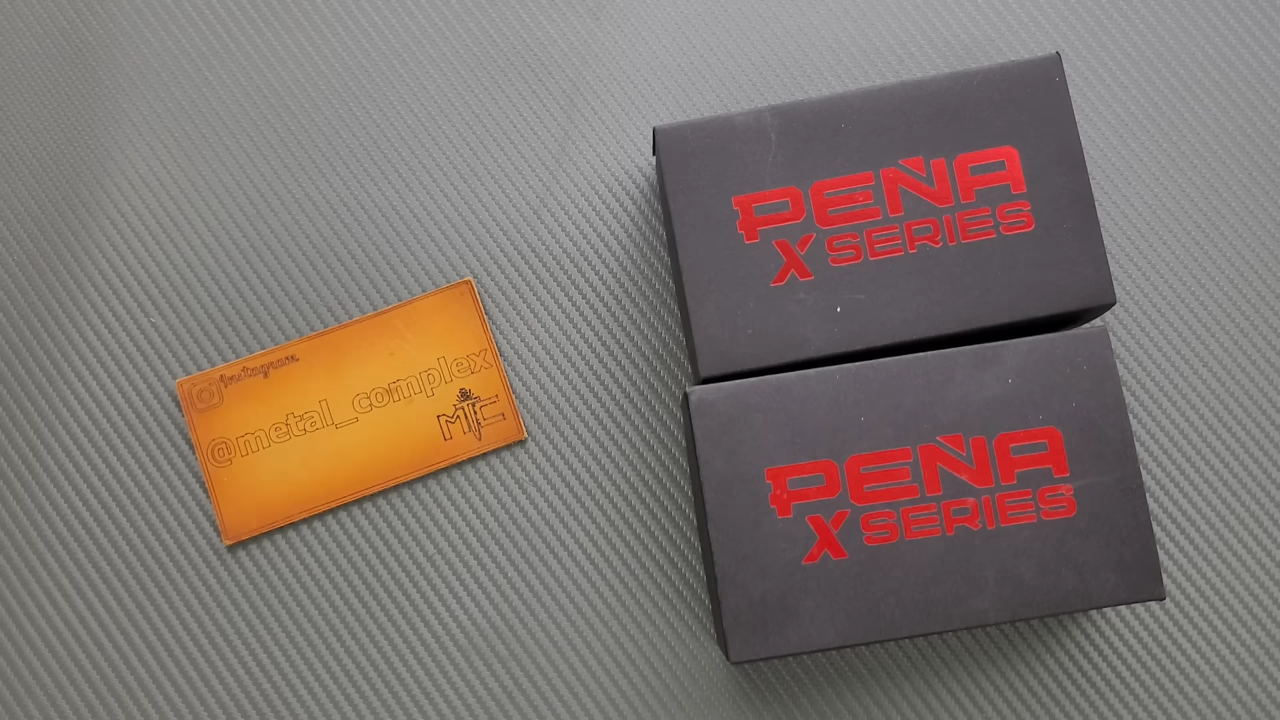 Instagram
@metal_complex
MTC
PEÑA
X SERIES
PEÑA
X SERIES